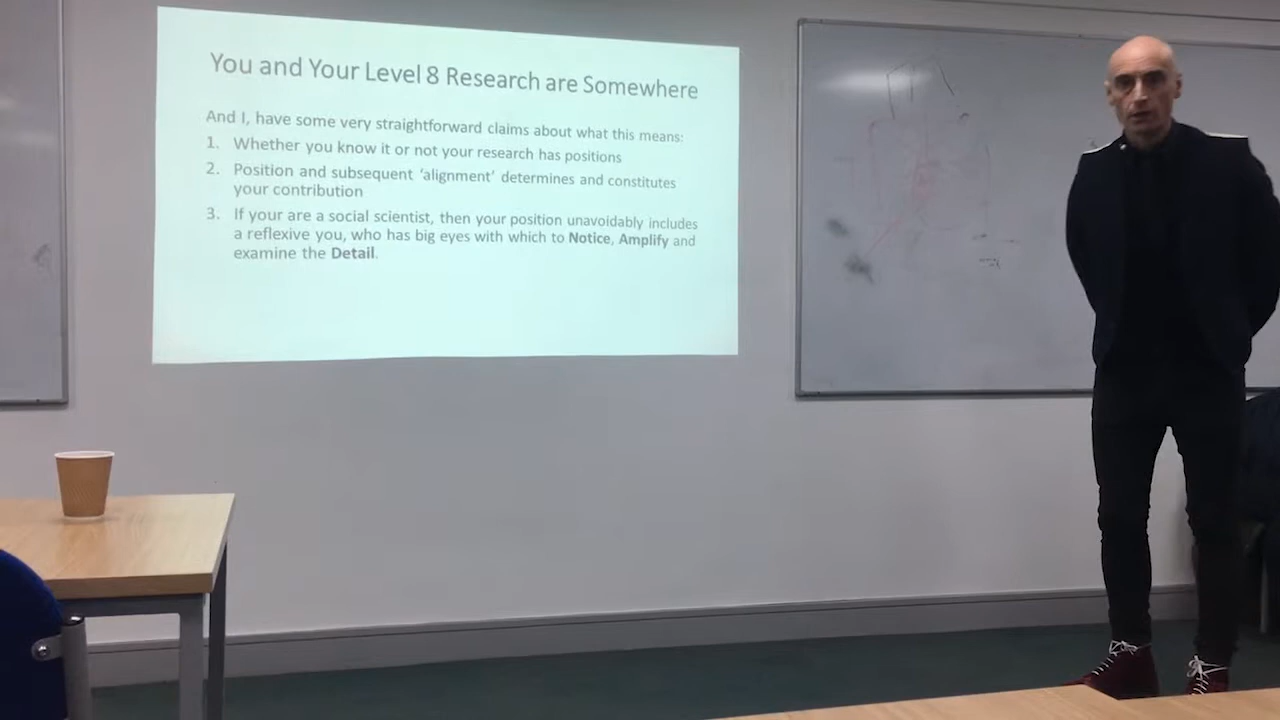 You and Your Level 8 Research are Somewhere
And I, have some very straightforward claims about what this means:
1. Whether you know it or not your research has positions
2. Position and subsequent ‘alignment’ determines and constitutes
your contribution
3. If your are a social scientist, then your position unavoidably includes
a reflexive you, who has big eyes with which to Notice, Amplify and
examine the Detail.